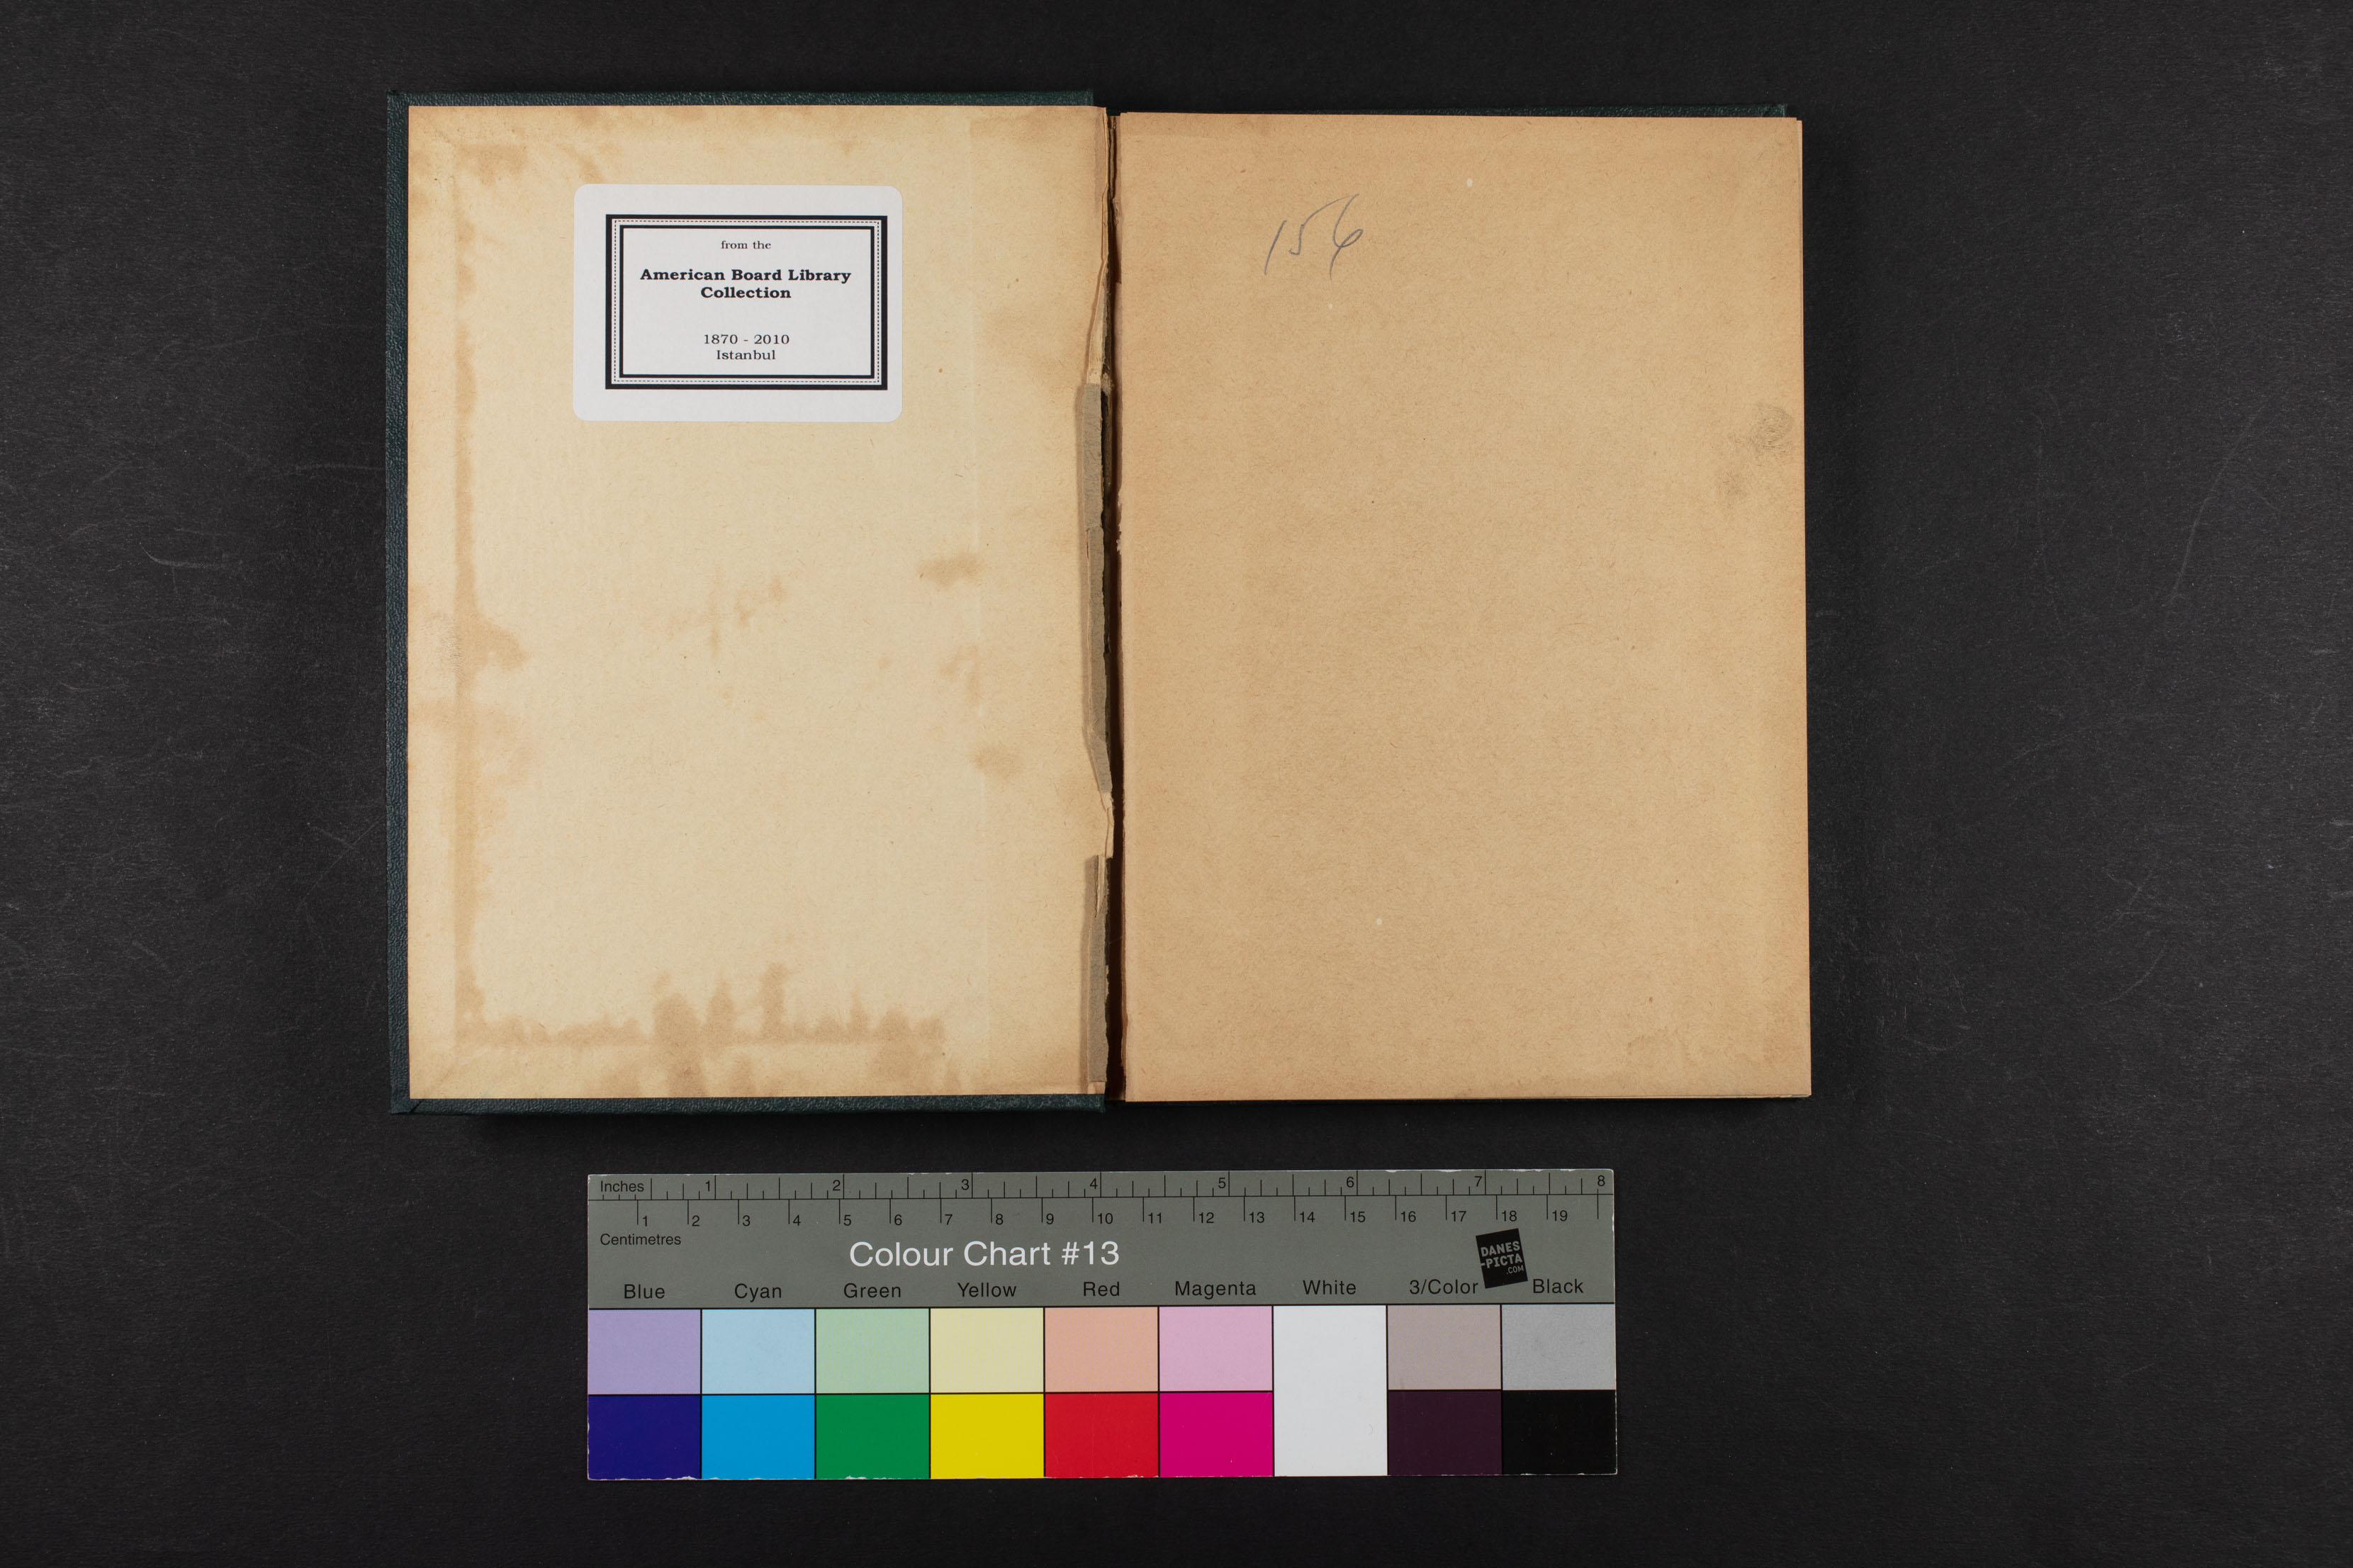 from the
American Board Library
Collection
1870 - 2010
Istanbul
156
Inches 1 2 3 4 5 6 7 8
1 2 3 4 5 6 7 8 9 10 11 12 13 14 15 16 17 18 19
Centimetres
Colour Chart #13
DANES
-PICTA
.COM
Blue Cyan Green Yellow Red Magenta White 3/Color Black